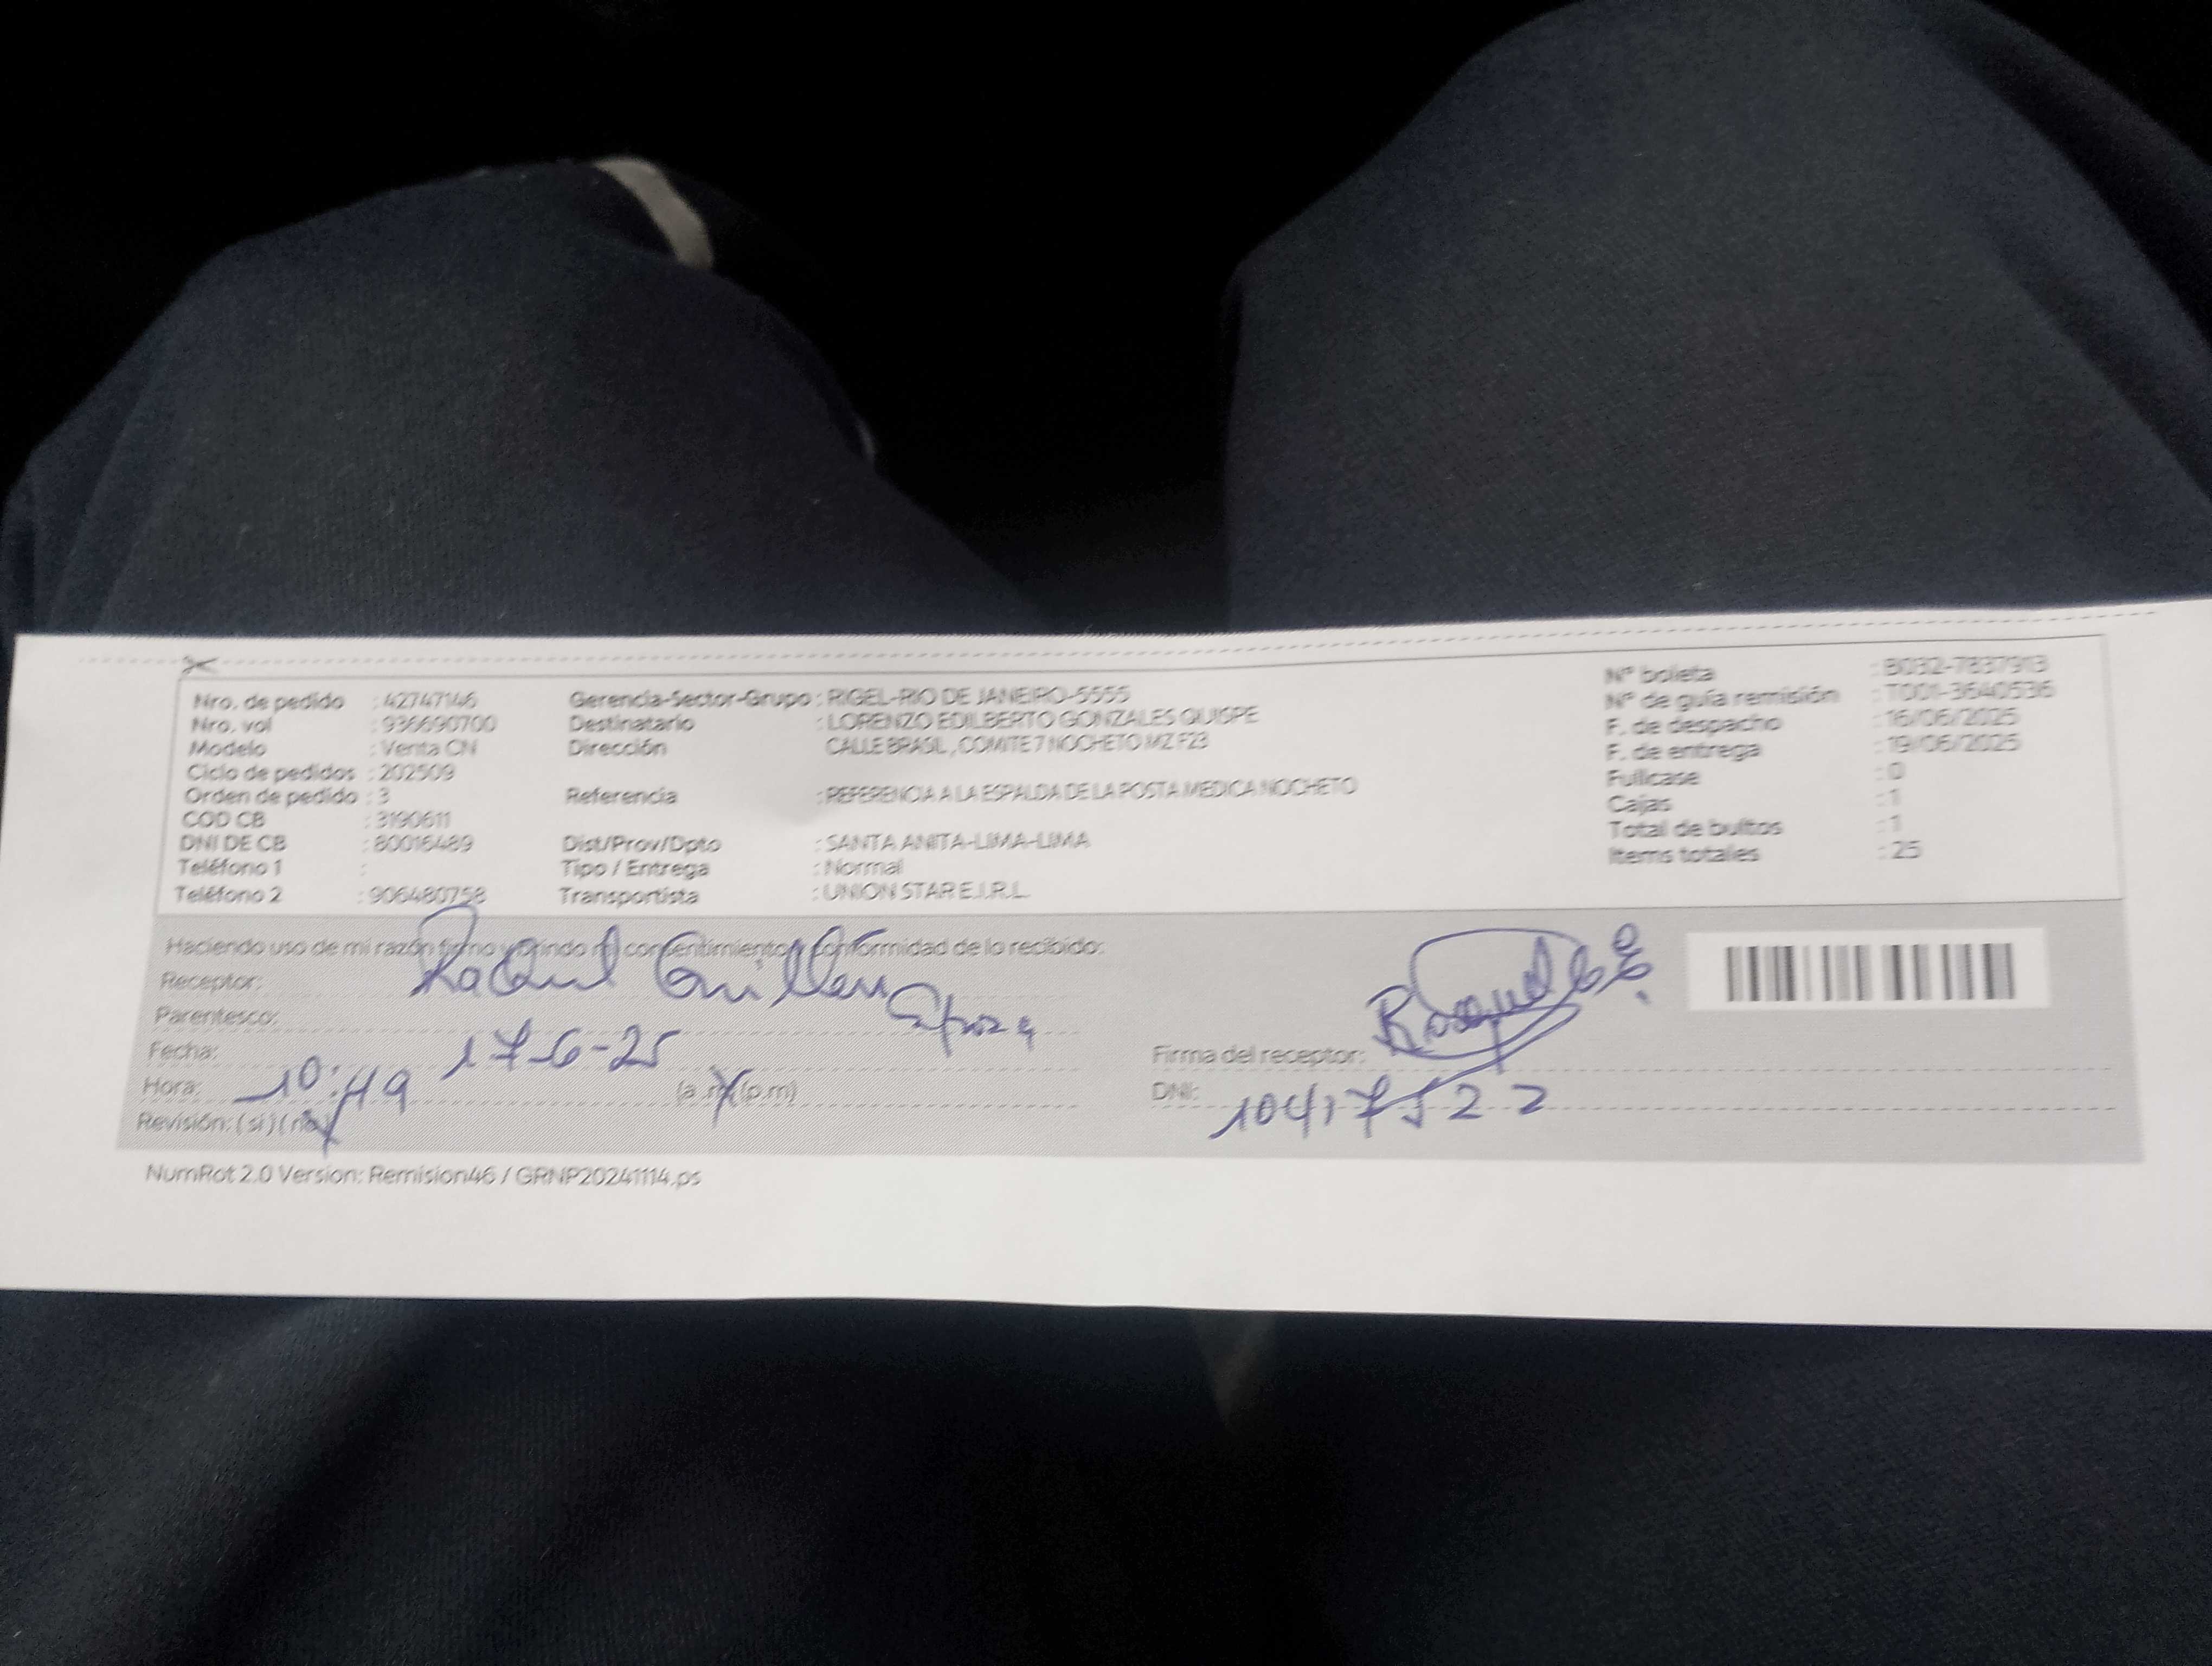 Nro. de pedido : 42747146
Nro. vol : 936690700
Modelo : Venta CN
Ciclo de pedidos : 202509
Orden de pedido : 3
COD CB : 3190611
DNI DE CB : 80016489
Teléfono 1 :
Teléfono 2 : 906480758
Gerencia-Sector-Grupo : RIGEL-RIO DE JANEIRO-5555
Destinatario : LORENZO EDILBERTO GONZALES QUISPE
Dirección CALLE BRASIL , COMITE 7 NOCHETO MZ F23
Referencia : REFERENCIA A LA ESPALDA DE LA POSTA MEDICA NOCHETO
Dist/Prov/Dpto : SANTA ANITA-LIMA-LIMA
Tipo / Entrega : Normal
Transportista : UNION STAR E.I.R.L.
N° boleta : B032-7837913
N° de guía remisión : T001-3640536
F. de despacho : 16/06/2025
F. de entrega : 19/06/2025
Fullcase : 0
Cajas : 1
Total de bultos : 1
Items totales : 25
Haciendo uso de mi razón firmo y brindo mi consentimiento y conformidad de lo recibido:
Receptor: Raquel Guillen
Parentesco: Esposa
Fecha: 17-6-25
Hora: 10:49 (a.m) (p.m)
Revisión: ( si ) ( no )
Firma del receptor:
DNI: 10417522
NumRot 2.0 Version: Remision46 / GRNP20241114.ps